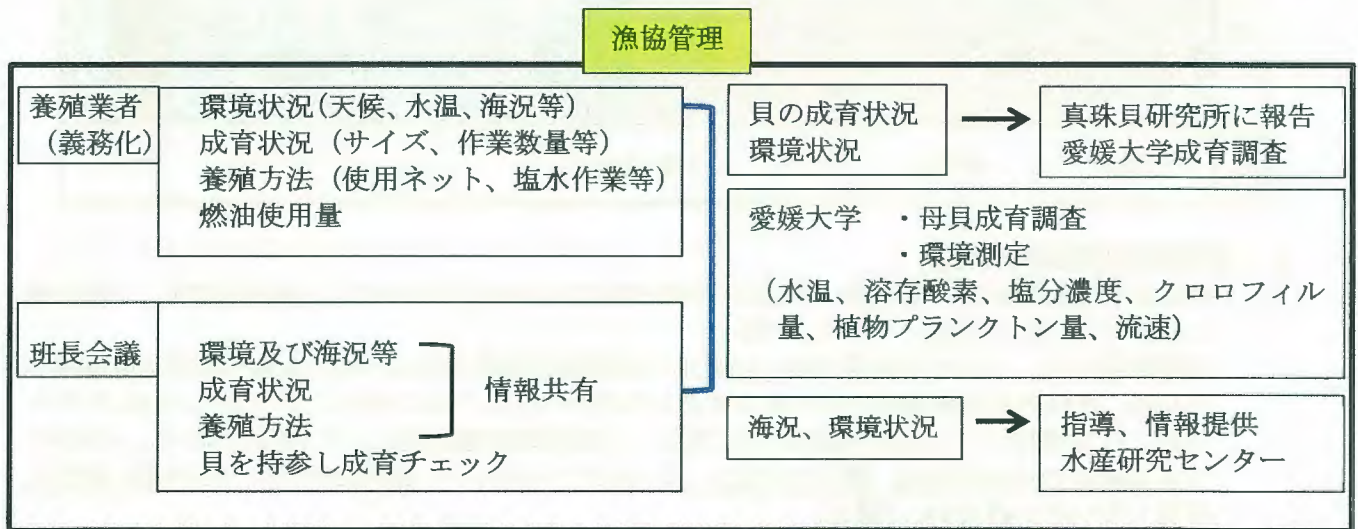 漁協管理
養殖業者
（義務化）
環境状況（天候、水温、海況等）
成育状況（サイズ、作業数量等）
養殖方法（使用ネット、塩水作業等）
燃油使用量
班長会議
環境及び海況等
成育状況
養殖方法
情報共有
貝を持参し成育チェック
貝の成育状況
環境状況
真珠貝研究所に報告
愛媛大学成育調査
愛媛大学　・母貝成育調査
・環境測定
（水温、溶存酸素、塩分濃度、クロロフィル
量、植物プランクトン量、流速）
海況、環境状況
指導、情報提供
水産研究センター